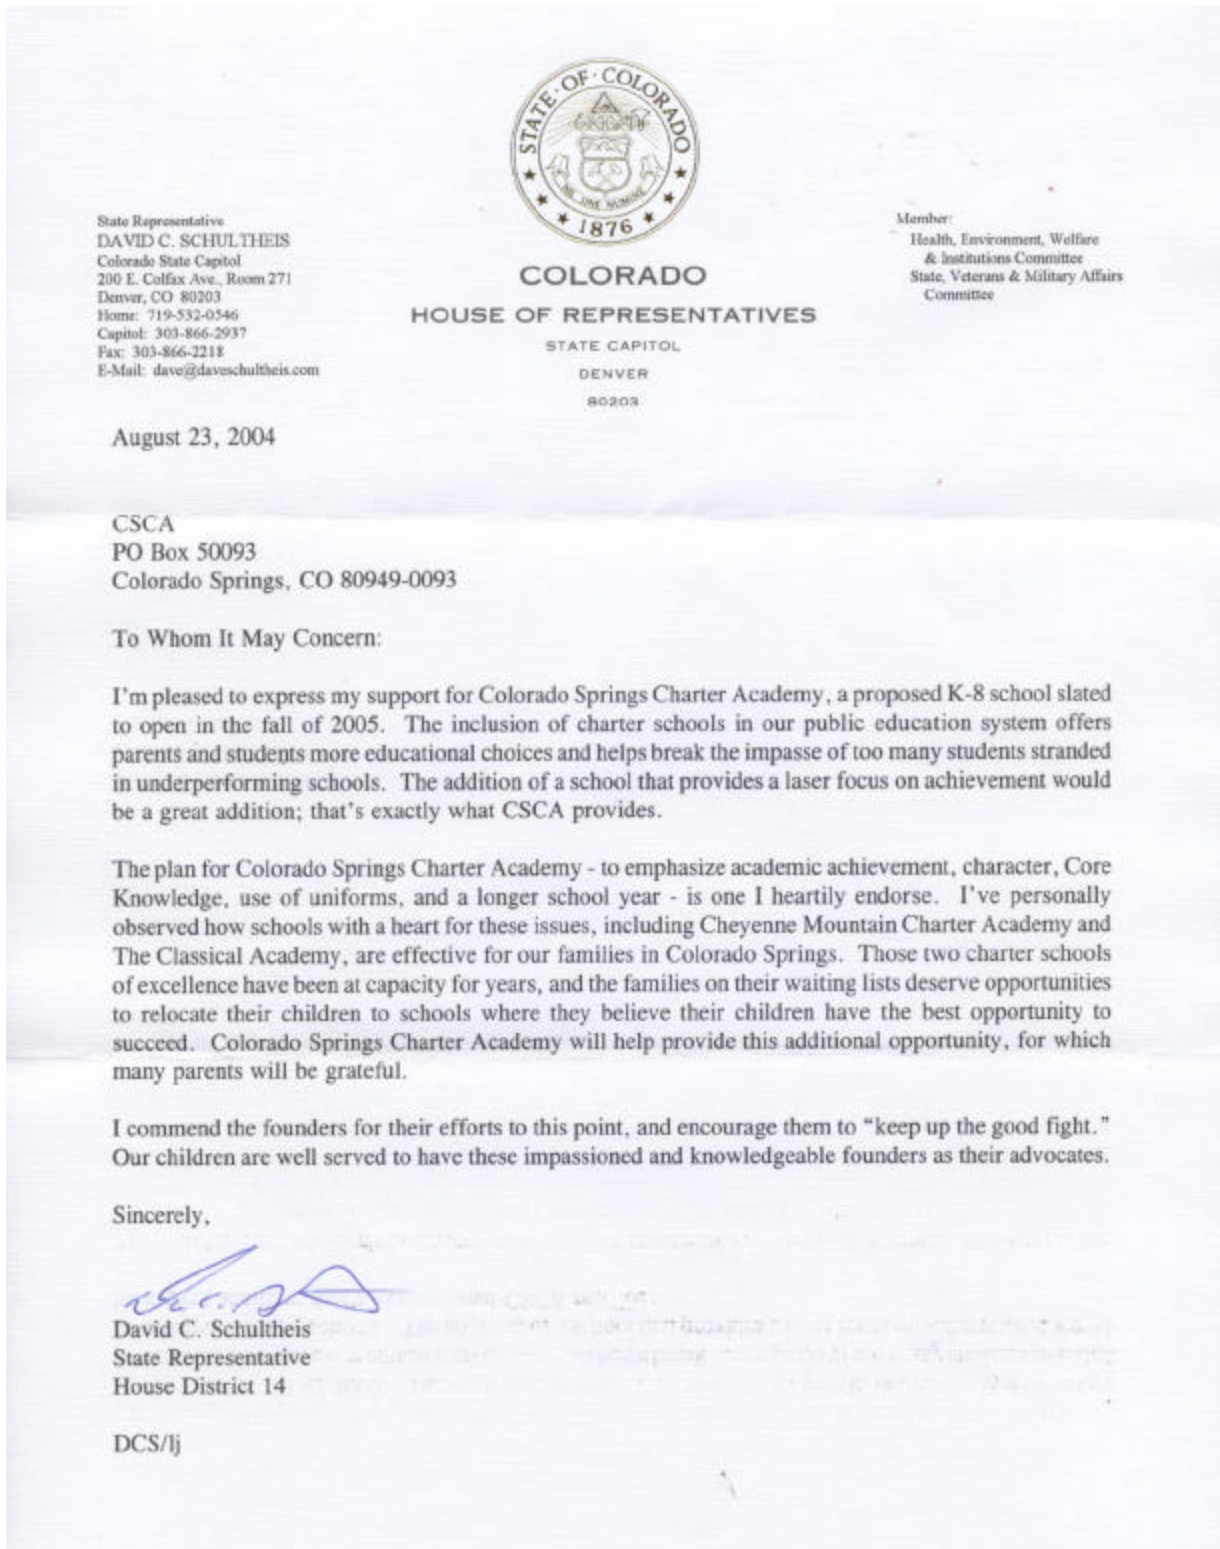 STATE·OF·COLORADO
NIL SINE NUMINE
1876
State Representative
DAVID C. SCHULTHEIS
Colorado State Capitol
200 E. Colfax Ave., Room 271
Denver, CO 80203
Home: 719-532-0546
Capitol: 303-866-2937
Fax: 303-866-2218
E-Mail: dave@daveschultheis.com
COLORADO
HOUSE OF REPRESENTATIVES
STATE CAPITOL
DENVER
80203
Member:
Health, Environment, Welfare
& Institutions Committee
State, Veterans & Military Affairs
Committee
August 23, 2004
CSCA
PO Box 50093
Colorado Springs, CO 80949-0093
To Whom It May Concern:
I'm pleased to express my support for Colorado Springs Charter Academy, a proposed K-8 school slated
to open in the fall of 2005. The inclusion of charter schools in our public education system offers
parents and students more educational choices and helps break the impasse of too many students stranded
in underperforming schools. The addition of a school that provides a laser focus on achievement would
be a great addition; that's exactly what CSCA provides.
The plan for Colorado Springs Charter Academy - to emphasize academic achievement, character, Core
Knowledge, use of uniforms, and a longer school year - is one I heartily endorse. I've personally
observed how schools with a heart for these issues, including Cheyenne Mountain Charter Academy and
The Classical Academy, are effective for our families in Colorado Springs. Those two charter schools
of excellence have been at capacity for years, and the families on their waiting lists deserve opportunities
to relocate their children to schools where they believe their children have the best opportunity to
succeed. Colorado Springs Charter Academy will help provide this additional opportunity, for which
many parents will be grateful.
I commend the founders for their efforts to this point, and encourage them to “keep up the good fight.”
Our children are well served to have these impassioned and knowledgeable founders as their advocates.
Sincerely,
David C. Schultheis
State Representative
House District 14
DCS/lj